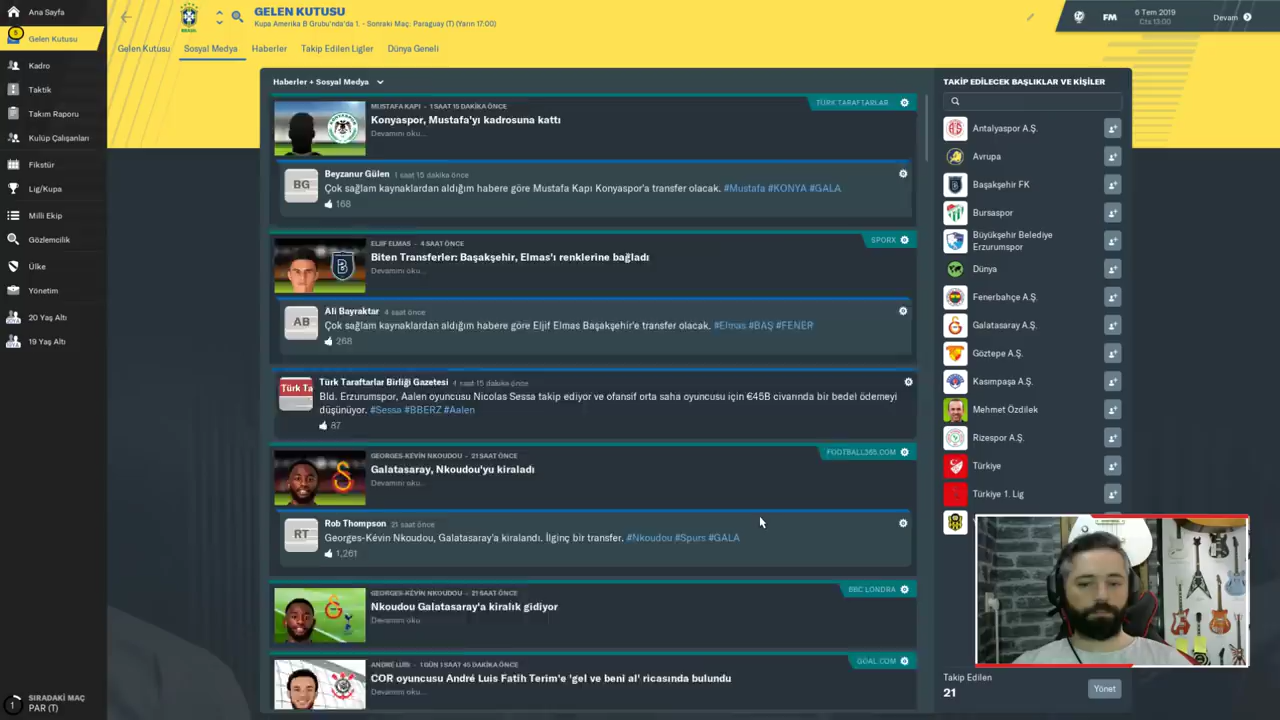 Ana Sayfa
5
Gelen Kutusu
Kadro
Taktik
Takım Raporu
Kulüp Çalışanları
Fikstür
Lig/Kupa
Milli Ekip
Gözlemcilik
Ülke
Yönetim
20 Yaş Altı
19 Yaş Altı
1
SIRADAKİ MAÇ
PAR (T)
BRASIL
GELEN KUTUSU
Kupa Amerika B Grubu'nda 1. - Sonraki Maç: Paraguay (T) (Yarın 17:00)
FM
6 Tem 2019
Cts 13:00
Devam
Gelen Kutusu
Sosyal Medya
Haberler
Takip Edilen Ligler
Dünya Geneli
Haberler + Sosyal Medya
MUSTAFA KAPI - 1 SAAT 15 DAKİKA ÖNCE
TÜRK TARAFTARLAR
Konyaspor, Mustafa'yı kadrosuna kattı
Devamını oku...
BG
Beyzanur Gülen 1 saat 15 dakika önce
Çok sağlam kaynaklardan aldığım habere göre Mustafa Kapı Konyaspor'a transfer olacak. #Mustafa #KONYA #GALA
168
ELJIF ELMAS - 4 SAAT ÖNCE
SPORX
Biten Transferler: Başakşehir, Elmas'ı renklerine bağladı
Devamını oku...
AB
Ali Bayraktar 4 saat önce
Çok sağlam kaynaklardan aldığım habere göre Eljif Elmas Başakşehir'e transfer olacak. #Elmas #BAŞ #FENER
268
Türk Ta
Türk Taraftarlar Birliği Gazetesi 4 saat 15 dakika önce
Bld. Erzurumspor, Aalen oyuncusu Nicolas Sessa takip ediyor ve ofansif orta saha oyuncusu için €45B civarında bir bedel ödemeyi
düşünüyor. #Sessa #BBERZ #Aalen
87
GEORGES-KÉVIN NKOUDOU - 21 SAAT ÖNCE
FOOTBALL365.COM
Galatasaray, Nkoudou'yu kiraladı
Devamını oku...
RT
Rob Thompson 21 saat önce
Georges-Kévin Nkoudou, Galatasaray'a kiralandı. İlginç bir transfer. #Nkoudou #Spurs #GALA
1,261
GEORGES-KÉVIN NKOUDOU - 21 SAAT ÖNCE
BBC LONDRA
Nkoudou Galatasaray'a kiralık gidiyor
Devamını oku
ANDRÉ LUIS - 1 GÜN 1 SAAT 45 DAKİKA ÖNCE
GOAL.COM
COR oyuncusu André Luis Fatih Terim'e 'gel ve beni al' ricasında bulundu
Devamını oku...
TAKİP EDİLECEK BAŞLIKLAR VE KİŞİLER
Antalyaspor A.Ş.
Avrupa
Başakşehir FK
Bursaspor
Büyükşehir Belediye
Erzurumspor
Dünya
Fenerbahçe A.Ş.
Galatasaray A.Ş.
Göztepe A.Ş.
Kasımpaşa A.Ş.
Mehmet Özdilek
Rizespor A.Ş.
Türkiye
Türkiye 1. Lig
Takip Edilen
21
Yönet